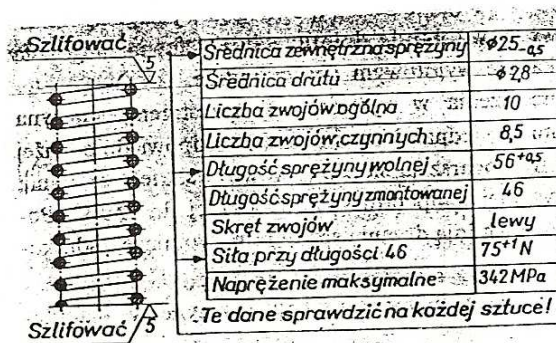 Szlifować
5
Średnica zewnętrzna sprężyny *ϕ25-0,5
Średnica drutu ϕ2,8
Liczba zwojów ogólna 10
Liczba zwojów czynnych 8,5
Długość sprężyny wolnej 56+0,5
Długość sprężyny zmontowanej 46
Skręt zwojów lewy
Siła przy długości 46 75+1 N
Naprężenie maksymalne 342 MPa
Te dane sprawdzić na każdej sztuce!
Szlifować
5